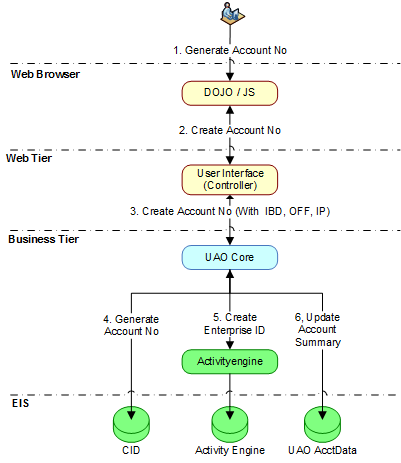 1. Generate Account No
Web Browser
DOJO / JS
2. Create Account No
Web Tier
User Interface
(Controller)
3. Create Account No (With IBD, OFF, IP)
Business Tier
UAO Core
4. Generate
Account No
5. Create
Enterprise ID
6, Update
Account
Summary
Activityengine
EIS
CID
Activity Engine
UAO AcctData